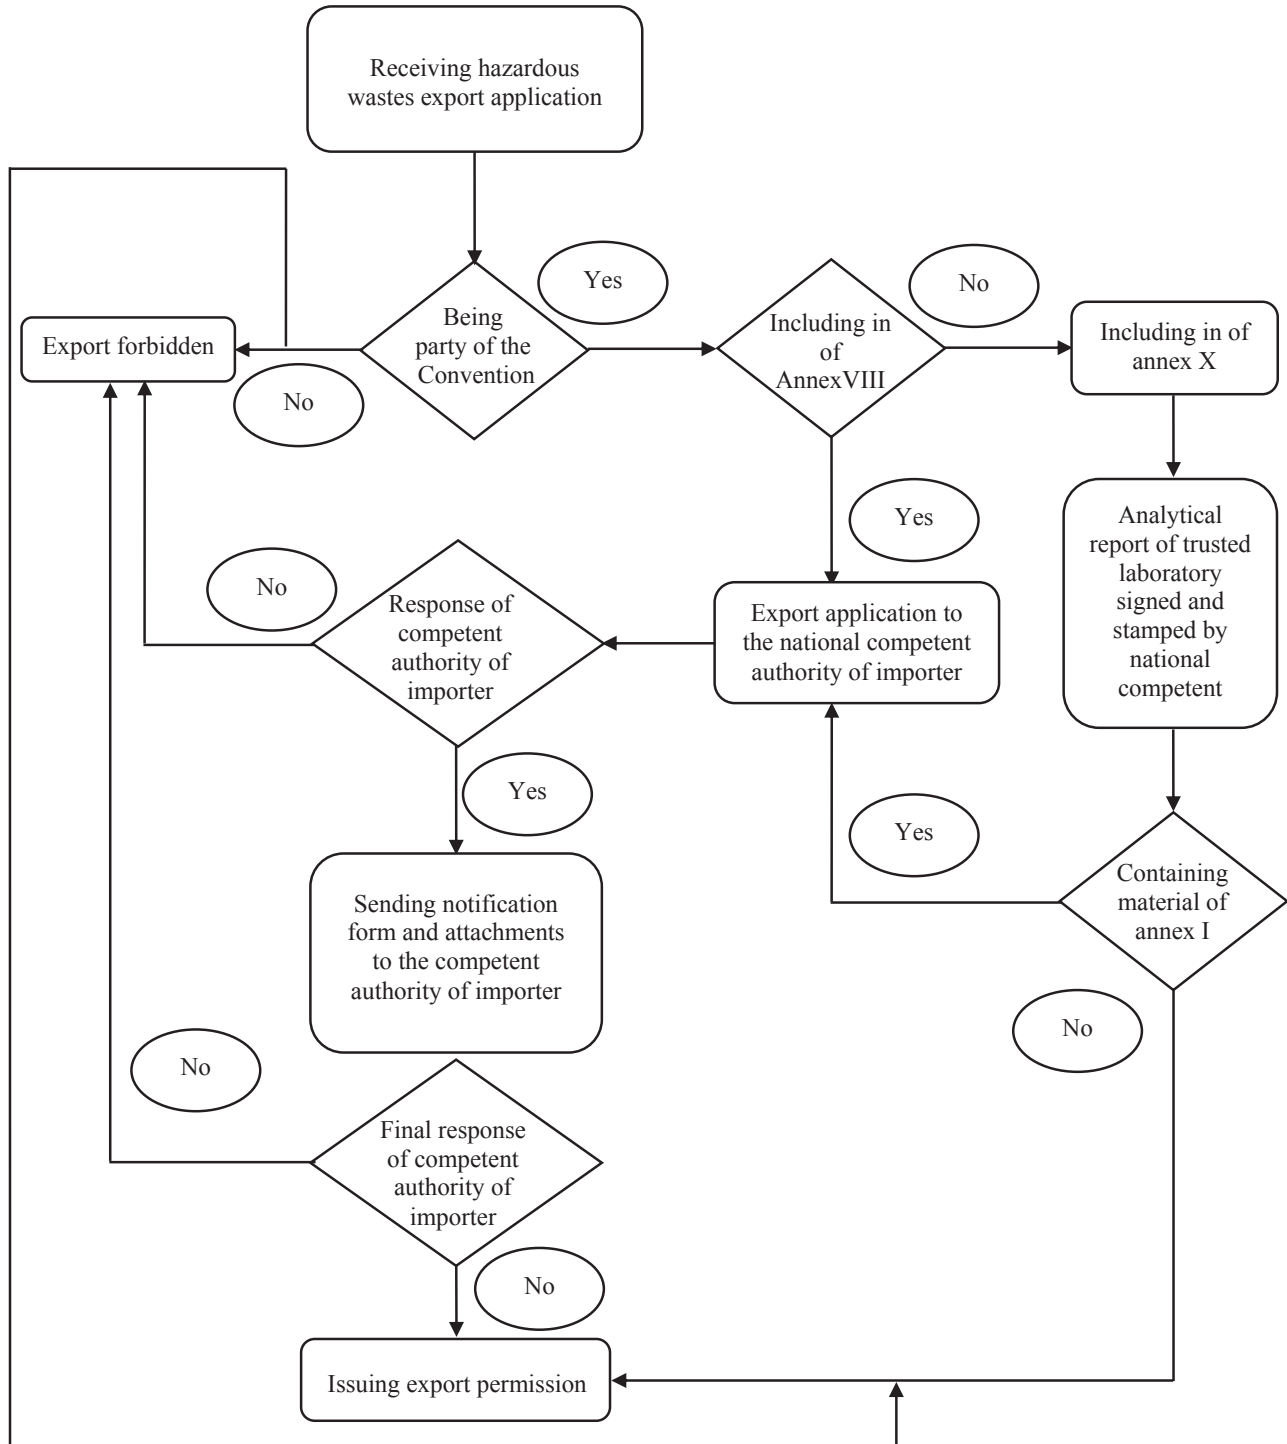 Receiving hazardous
wastes export application
Yes
No
Being
party of the
Convention
Including in
of
AnnexVIII
Including in of
annex X
Export forbidden
No
Yes
Analytical
report of trusted
laboratory
signed and
stamped by
national
competent
No
Response of
competent
authority of
importer
Export application to
the national competent
authority of importer
Yes
Yes
Containing
material of
annex I
Sending notification
form and attachments
to the competent
authority of importer
No
No
Final response
of competent
authority of
importer
No
Issuing export permission